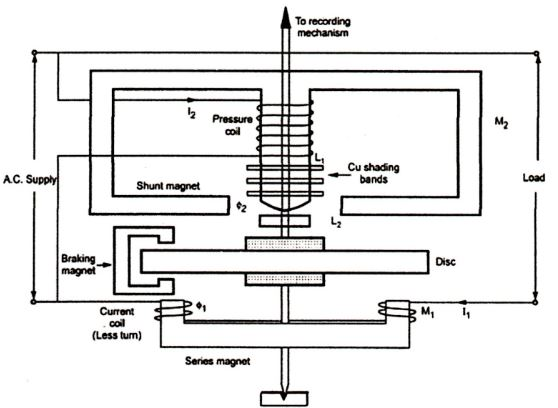 To recording
mechanism
I₂
Pressure
coil
M₂
L₁
Cu shading
bands
A.C. Supply
Shunt magnet
Load
ϕ₂
L₂
Braking
magnet
Disc
Current
coil
(Less turn)
ϕ₁
M₁
I₁
Series magnet